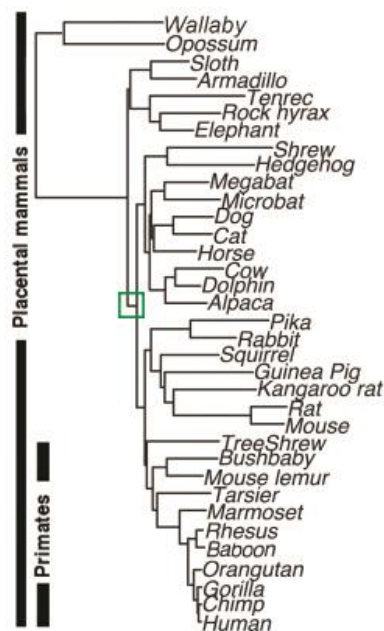 Wallaby
Opossum
Sloth
Armadillo
Tenrec
Rock hyrax
Elephant
Shrew
Hedgehog
Megabat
Microbat
Dog
Cat
Horse
Cow
Dolphin
Alpaca
Pika
Rabbit
Squirrel
Guinea Pig
Kangaroo rat
Rat
Mouse
TreeShrew
Bushbaby
Mouse lemur
Tarsier
Marmoset
Rhesus
Baboon
Orangutan
Gorilla
Chimp
Human
Placental mammals
Primates